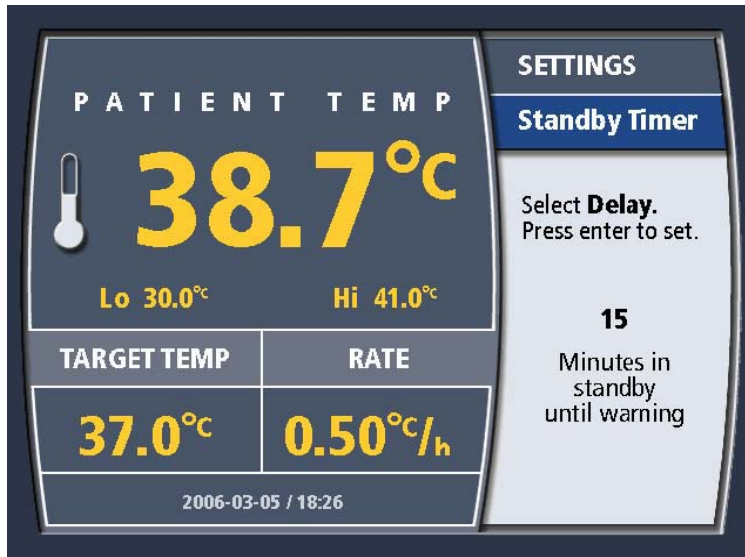 PATIENT TEMP
38.7°C
Lo 30.0°C
Hi 41.0°C
TARGET TEMP
RATE
37.0°C
0.50°C/h
2006-03-05 / 18:26
SETTINGS
Standby Timer
Select Delay.
Press enter to set.
15
Minutes in
standby
until warning